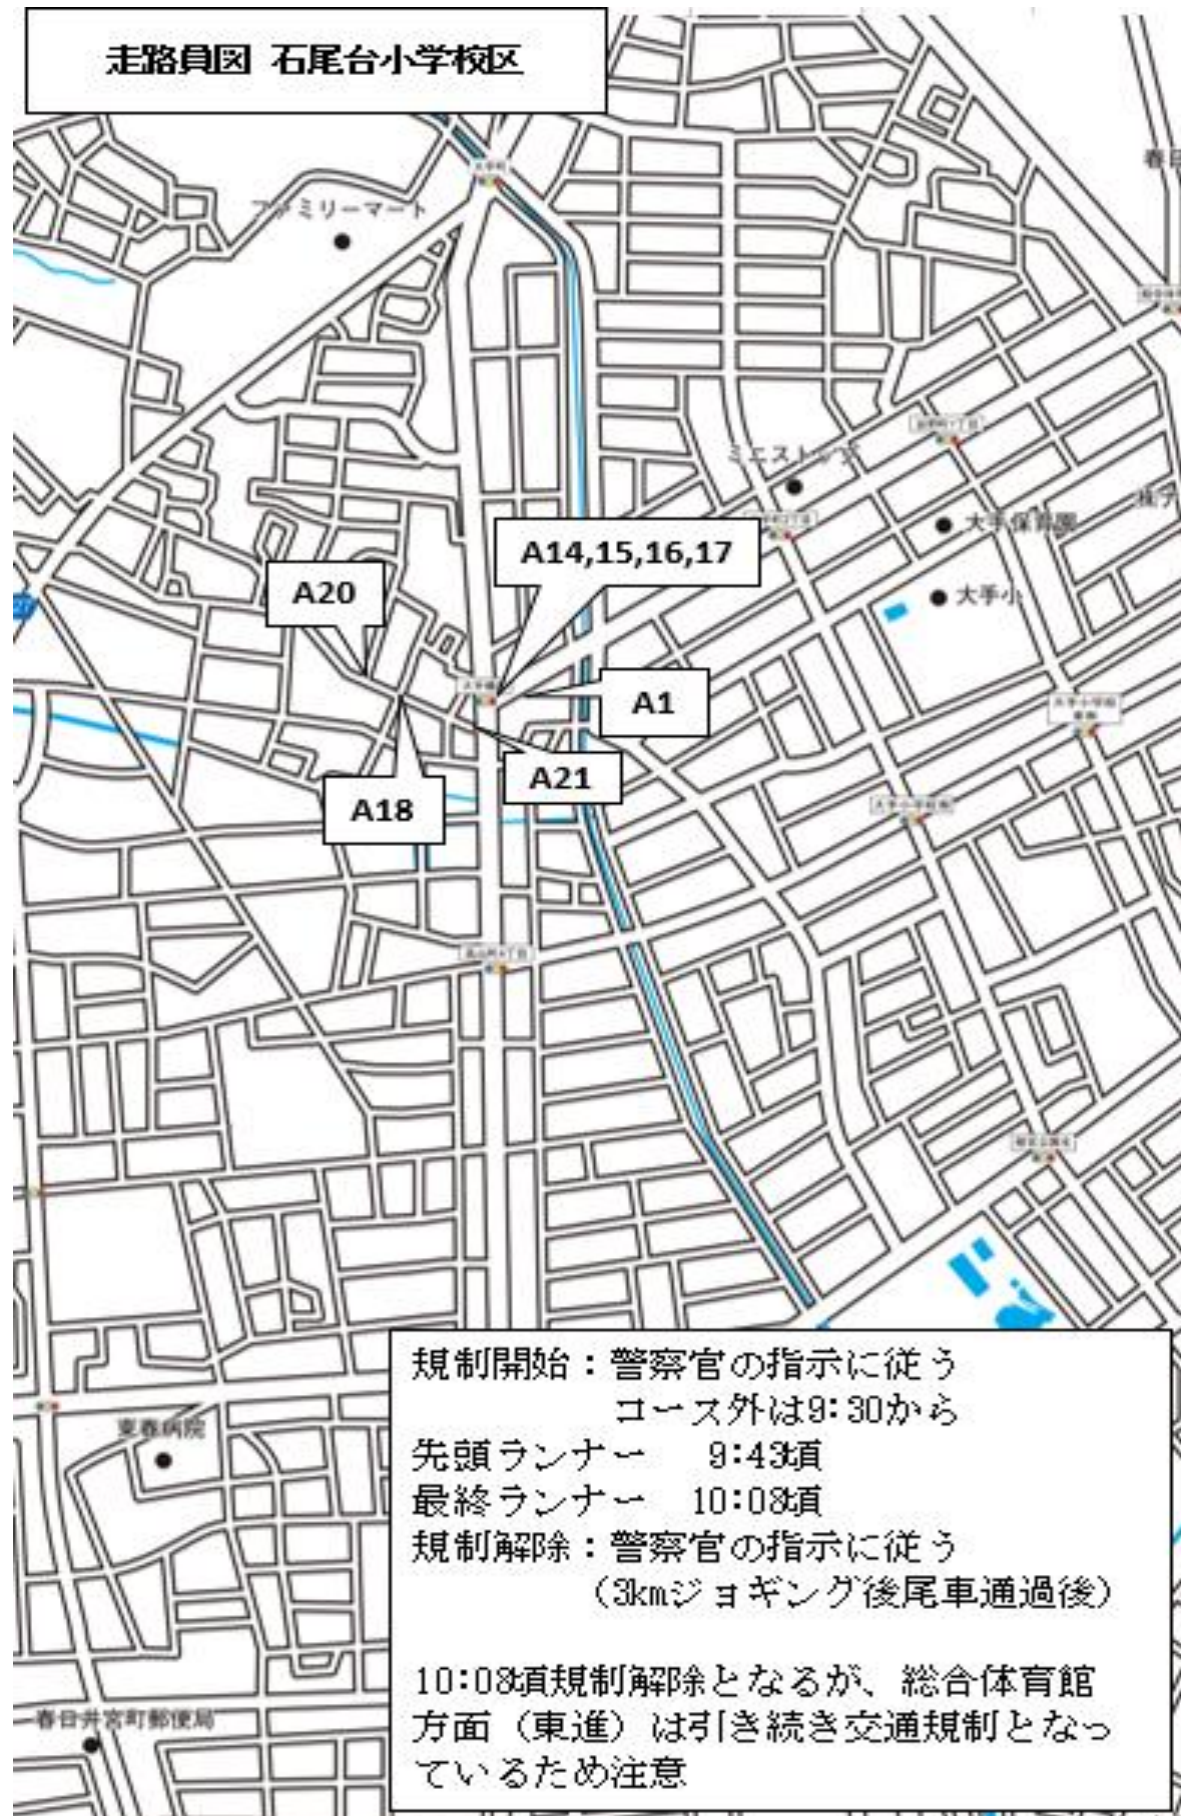 走路員図 石尾台小学校区
春日
ファミリーマート
ミニストップ
大手保育園
A14,15,16,17
A20
大手小
A1
A21
A18
規制開始：警察官の指示に従う
コース外は9:30から
先頭ランナー 9:43頃
最終ランナー 10:08頃
規制解除：警察官の指示に従う
（3kmジョギング後尾車通過後）
10:08頃規制解除となるが、総合体育館
方面（東進）は引き続き交通規制となっ
ているため注意
東春病院
春日井宮町郵便局